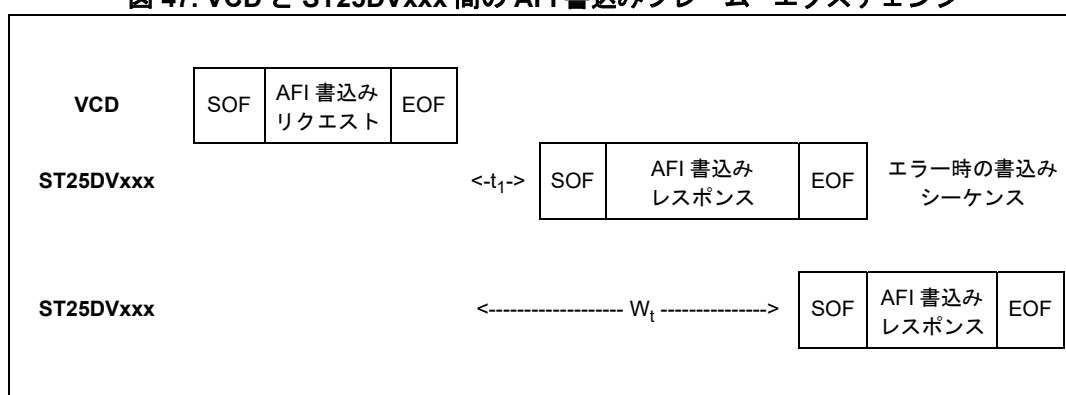 図 47. VCD と ST25DVxxx 間の AFI 書込みフレーム・エクスチェンジ
VCD
SOF
AFI 書込み
リクエスト
EOF
ST25DVxxx
<-t1->
SOF
AFI 書込み
レスポンス
EOF
エラー時の書込み
シーケンス
ST25DVxxx
<------------------- Wt --------------->
SOF
AFI 書込み
レスポンス
EOF